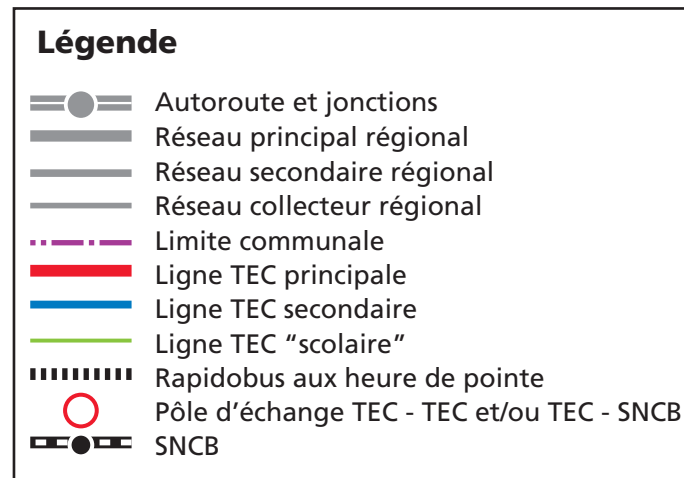 Légende
Autoroute et jonctions
Réseau principal régional
Réseau secondaire régional
Réseau collecteur régional
Limite communale
Ligne TEC principale
Ligne TEC secondaire
Ligne TEC “scolaire”
Rapidobus aux heure de pointe
Pôle d’échange TEC - TEC et/ou TEC - SNCB
SNCB